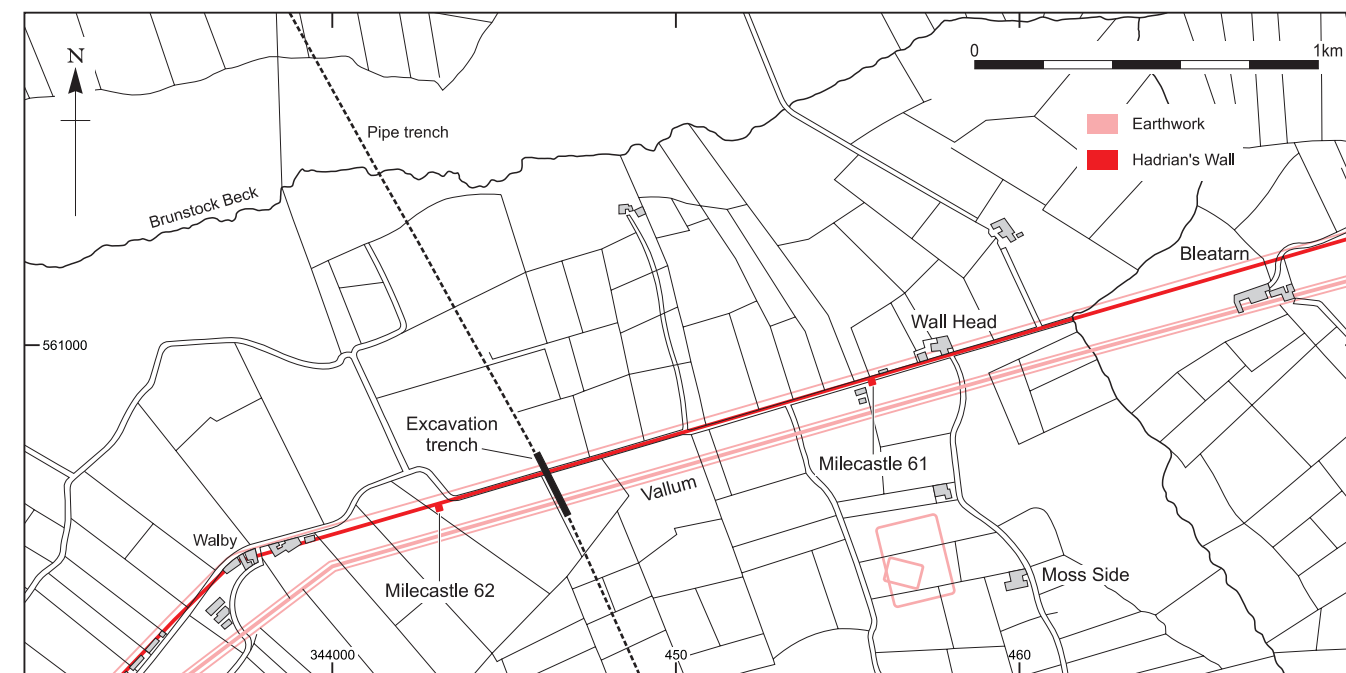 N
0
1km
Pipe trench
Earthwork
Hadrian's Wall
Brunstock Beck
Bleatarn
Wall Head
561000
Excavation
trench
Milecastle 61
Vallum
Walby
Milecastle 62
Moss Side
344000
450
460